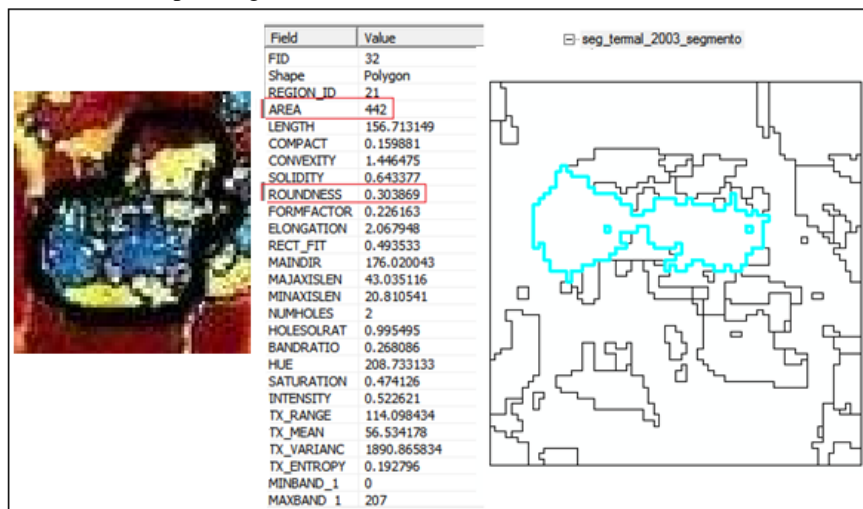 Field Value
FID 32
Shape Polygon
REGION_ID 21
AREA 442
LENGTH 156.713149
COMPACT 0.159881
CONVEXITY 1.446475
SOLIDITY 0.643377
ROUNDNESS 0.303869
FORMFACTOR 0.226163
ELONGATION 2.067948
RECT_FIT 0.493533
MAINDIR 176.020043
MAJAXISLEN 43.035116
MINAXISLEN 20.810541
NUMHOLES 2
HOLESOLRAT 0.995495
BANDRATIO 0.268086
HUE 208.733133
SATURATION 0.474126
INTENSITY 0.522621
TX_RANGE 114.098434
TX_MEAN 56.534178
TX_VARIANC 1890.865834
TX_ENTROPY 0.192796
MINBAND_1 0
MAXBAND_1 207
seg_termal_2003_segmento